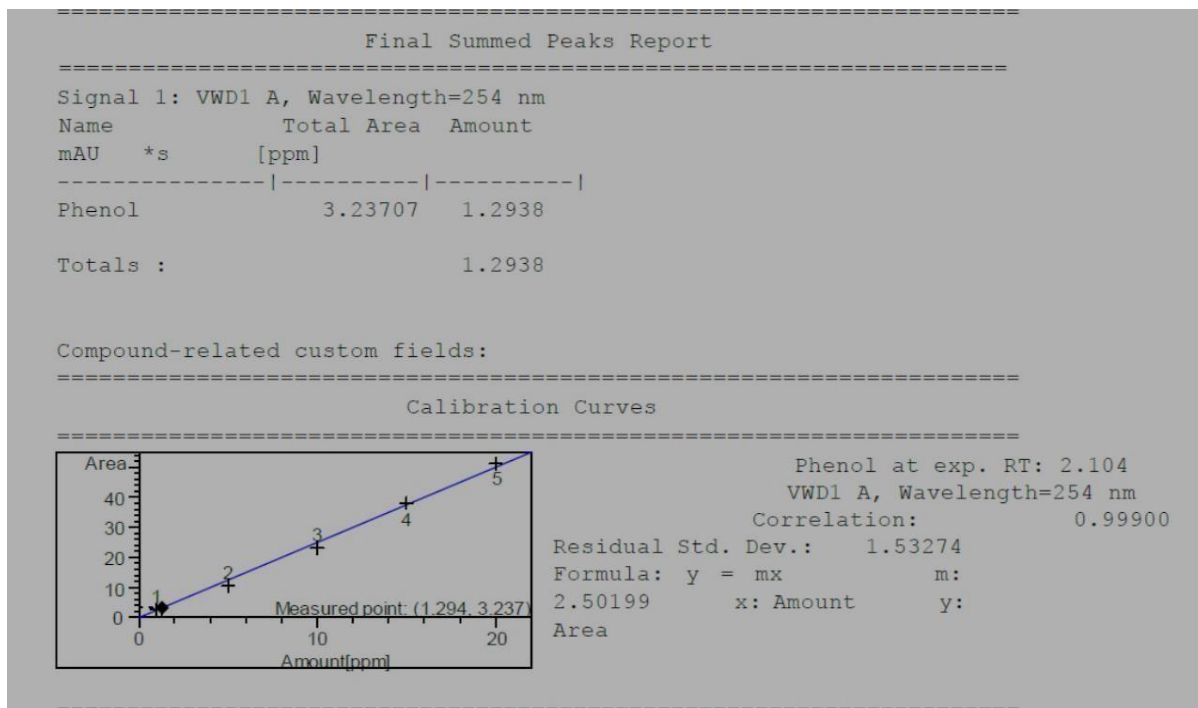 ======================================================================
Final Summed Peaks Report
======================================================================
Signal 1: VWD1 A, Wavelength=254 nm
Name Total Area Amount
mAU *s [ppm]
---------------|----------|----------|
Phenol 3.23707 1.2938
Totals : 1.2938
Compound-related custom fields:
======================================================================
Calibration Curves
======================================================================
Area
40
30
20
10
0
1
2
3
4
5
Measured point: (1.294, 3.237)
0 10 20
Amount[ppm]
Phenol at exp. RT: 2.104
VWD1 A, Wavelength=254 nm
Correlation: 0.99900
Residual Std. Dev.: 1.53274
Formula: y = mx m:
2.50199 x: Amount y:
Area
======================================================================